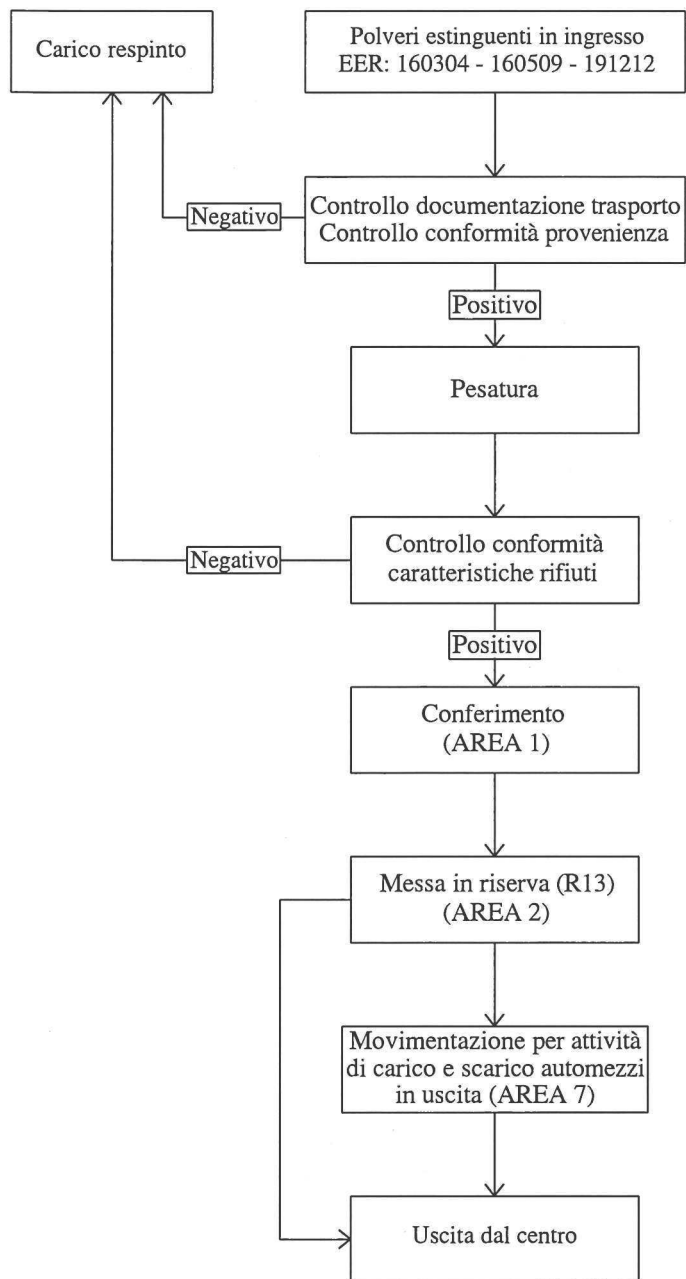 Carico respinto
Polveri estinguenti in ingresso
EER: 160304 - 160509 - 191212
Negativo
Controllo documentazione trasporto
Controllo conformità provenienza
Positivo
Pesatura
Negativo
Controllo conformità
caratteristiche rifiuti
Positivo
Conferimento
(AREA 1)
Messa in riserva (R13)
(AREA 2)
Movimentazione per attività
di carico e scarico automezzi
in uscita (AREA 7)
Uscita dal centro